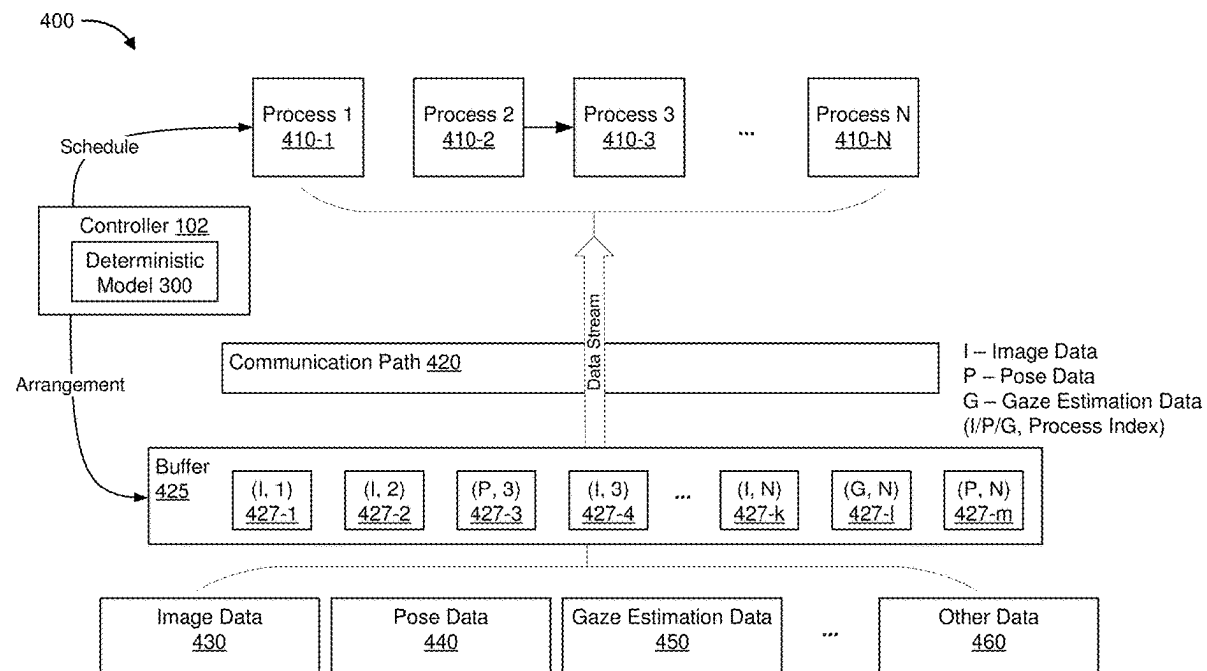 400
Process 1
410-1
Process 2
410-2
Process 3
410-3
...
Process N
410-N
Schedule
Controller 102
Deterministic
Model 300
Data Stream
Communication Path 420
I – Image Data
P – Pose Data
G – Gaze Estimation Data
(I/P/G, Process Index)
Arrangement
Buffer
425
(I, 1)
427-1
(I, 2)
427-2
(P, 3)
427-3
(I, 3)
427-4
...
(I, N)
427-k
(G, N)
427-l
(P, N)
427-m
Image Data
430
Pose Data
440
Gaze Estimation Data
450
...
Other Data
460